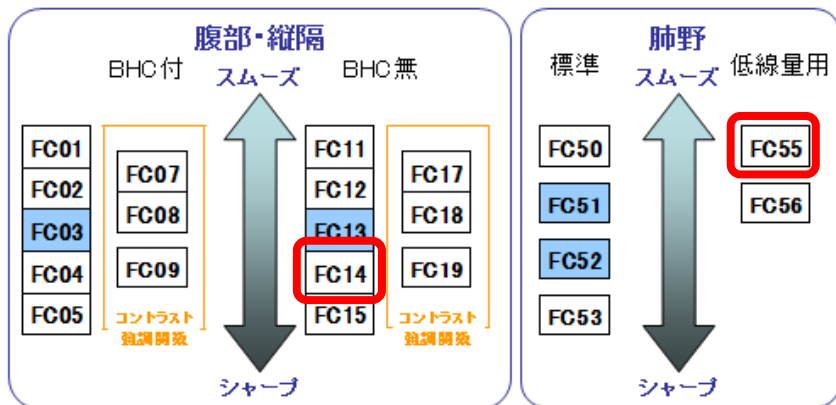 腹部・縦隔
BHC付
スムーズ
BHC無
FC01
FC02
FC03
FC04
FC05
FC07
FC08
FC09
コントラスト
強調関数
FC11
FC12
FC13
FC14
FC15
FC17
FC18
FC19
コントラスト
強調関数
シャープ
肺野
標準
スムーズ
低線量用
FC50
FC51
FC52
FC53
FC55
FC56
シャープ